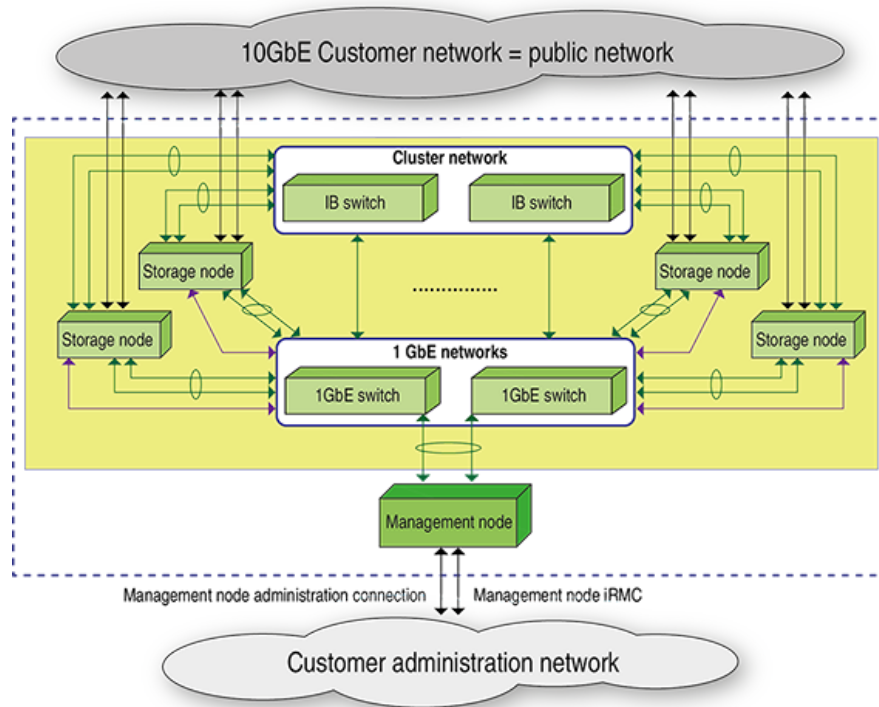 10GbE Customer network = public network
Cluster network
IB switch
IB switch
Storage node
Storage node
...............
Storage node
Storage node
1 GbE networks
1GbE switch
1GbE switch
Management node
Management node administration connection
Management node iRMC
Customer administration network